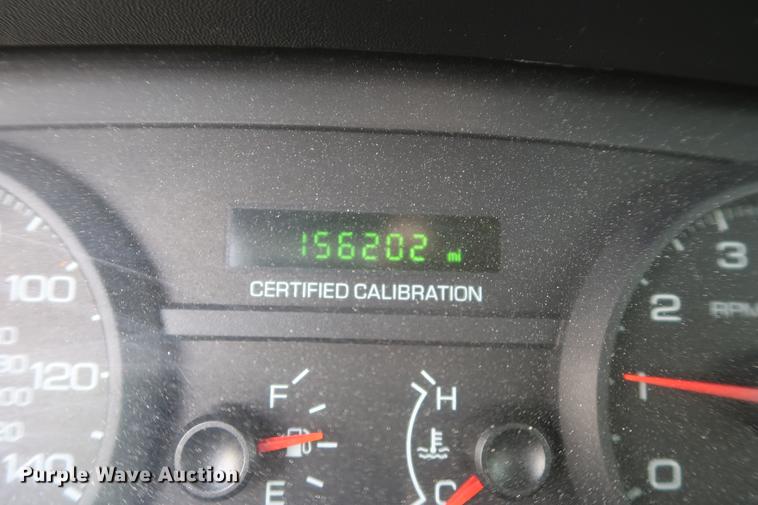 156202 mi
CERTIFIED CALIBRATION
100
120
140
F
E
H
C
3
2
1
0
RPM
Purple Wave Auction